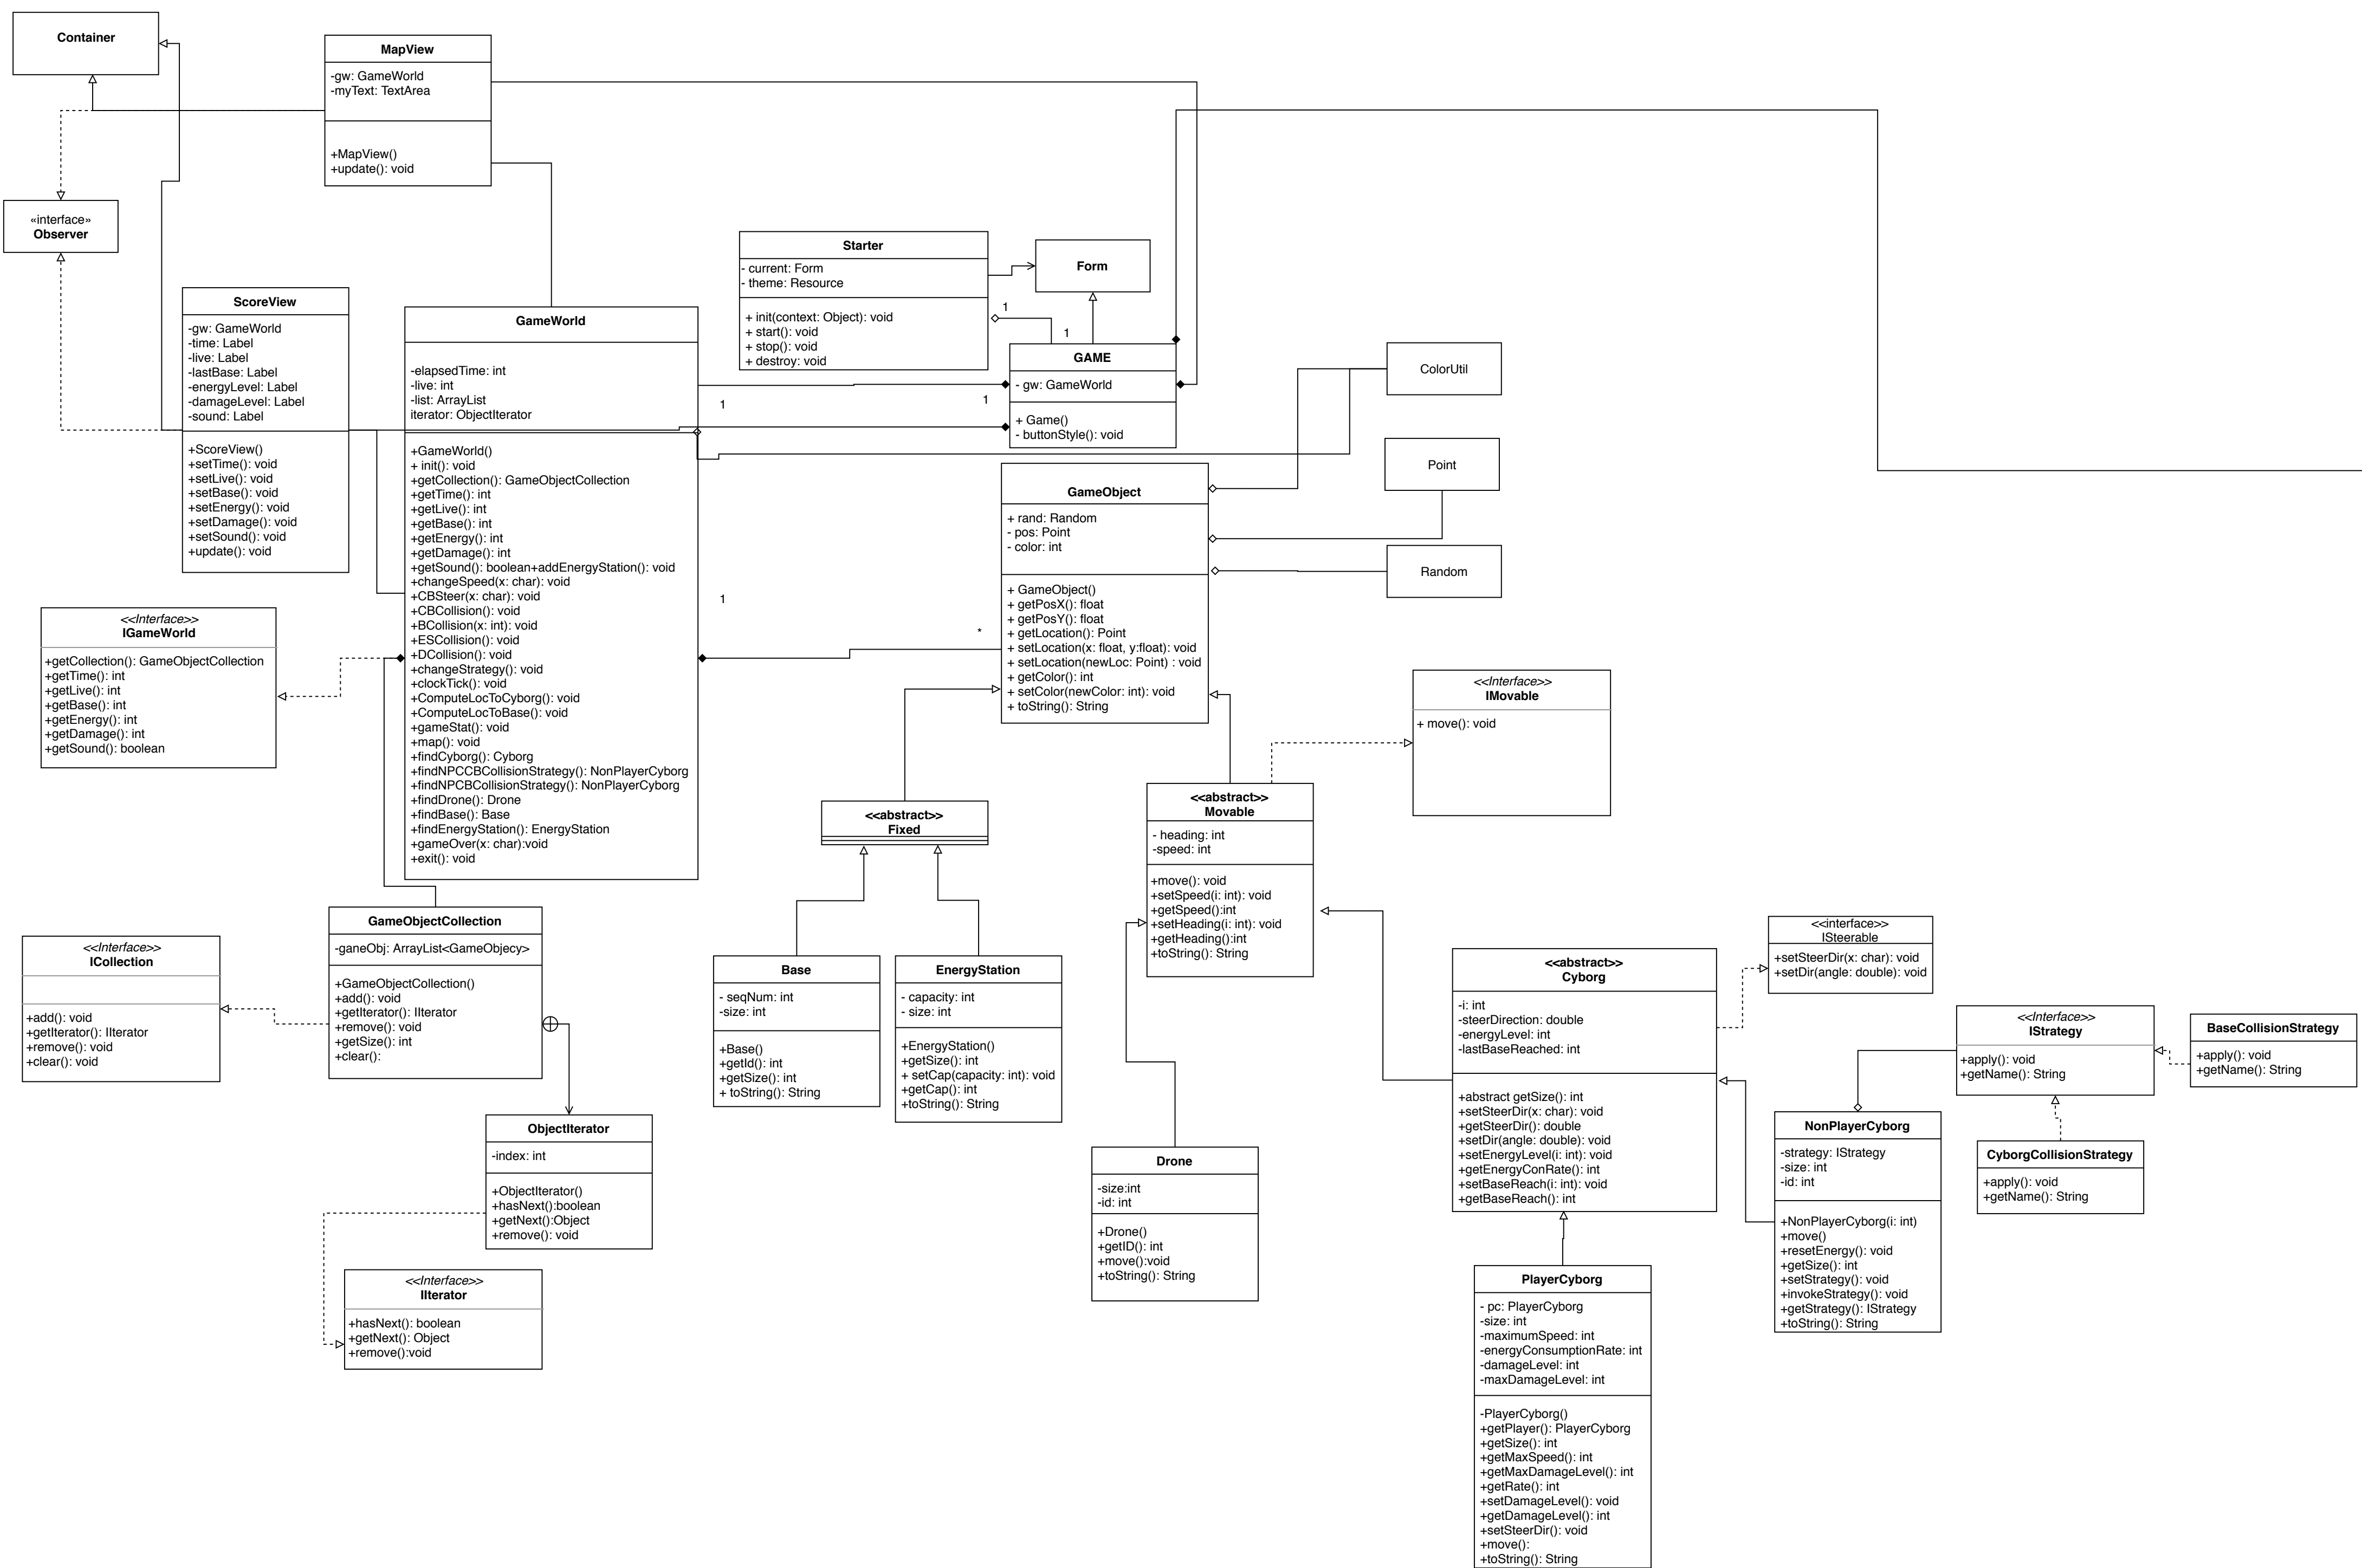 Container
MapView
-gw: GameWorld
-myText: TextArea
+MapView()
+update(): void
«interface»
Observer
Starter
- current: Form
- theme: Resource
+ init(context: Object): void
+ start(): void
+ stop(): void
+ destroy: void
Form
1
1
ScoreView
-gw: GameWorld
-time: Label
-live: Label
-lastBase: Label
-energyLevel: Label
-damageLevel: Label
-sound: Label
+ScoreView()
+setTime(): void
+setLive(): void
+setBase(): void
+setEnergy(): void
+setDamage(): void
+setSound(): void
+update(): void
GameWorld
-elapsedTime: int
-live: int
-list: ArrayList
iterator: ObjectIterator
+GameWorld()
+ init(): void
+getCollection(): GameObjectCollection
+getTime(): int
+getLive(): int
+getBase(): int
+getEnergy(): int
+getDamage(): int
+getSound(): boolean+addEnergyStation(): void
+changeSpeed(x: char): void
+CBSteer(x: char): void
+CBCollision(): void
+BCollision(x: int): void
+ESCollision(): void
+DCollision(): void
+changeStrategy(): void
+clockTick(): void
+ComputeLocToCyborg(): void
+ComputeLocToBase(): void
+gameStat(): void
+map(): void
+findCyborg(): Cyborg
+findNPCCBCollisionStrategy(): NonPlayerCyborg
+findNPCBCollisionStrategy(): NonPlayerCyborg
+findDrone(): Drone
+findBase(): Base
+findEnergyStation(): EnergyStation
+gameOver(x: char):void
+exit(): void
GAME
- gw: GameWorld
+ Game()
- buttonStyle(): void
1
1
1
*
ColorUtil
Point
Random
GameObject
+ rand: Random
- pos: Point
- color: int
+ GameObject()
+ getPosX(): float
+ getPosY(): float
+ getLocation(): Point
+ setLocation(x: float, y:float): void
+ setLocation(newLoc: Point) : void
+ getColor(): int
+ setColor(newColor: int): void
+ toString(): String
<<Interface>>
IGameWorld
+getCollection(): GameObjectCollection
+getTime(): int
+getLive(): int
+getBase(): int
+getEnergy(): int
+getDamage(): int
+getSound(): boolean
<<Interface>>
IMovable
+ move(): void
<<abstract>>
Fixed
<<abstract>>
Movable
- heading: int
-speed: int
+move(): void
+setSpeed(i: int): void
+getSpeed():int
+setHeading(i: int): void
+getHeading():int
+toString(): String
GameObjectCollection
-ganeObj: ArrayList<GameObjecy>
+GameObjectCollection()
+add(): void
+getIterator(): IIterator
+remove(): void
+getSize(): int
+clear():
<<Interface>>
ICollection
+add(): void
+getIterator(): IIterator
+remove(): void
+clear(): void
Base
- seqNum: int
-size: int
+Base()
+getId(): int
+getSize(): int
+ toString(): String
EnergyStation
- capacity: int
- size: int
+EnergyStation()
+getSize(): int
+ setCap(capacity: int): void
+getCap(): int
+toString(): String
<<abstract>>
Cyborg
-i: int
-steerDirection: double
-energyLevel: int
-lastBaseReached: int
+abstract getSize(): int
+setSteerDir(x: char): void
+getSteerDir(): double
+setDir(angle: double): void
+setEnergyLevel(i: int): void
+getEnergyConRate(): int
+setBaseReach(i: int): void
+getBaseReach(): int
<<interface>>
ISteerable
+setSteerDir(x: char): void
+setDir(angle: double): void
<<Interface>>
IStrategy
+apply(): void
+getName(): String
BaseCollisionStrategy
+apply(): void
+getName(): String
ObjectIterator
-index: int
+ObjectIterator()
+hasNext():boolean
+getNext():Object
+remove(): void
Drone
-size:int
-id: int
+Drone()
+getID(): int
+move():void
+toString(): String
NonPlayerCyborg
-strategy: IStrategy
-size: int
-id: int
+NonPlayerCyborg(i: int)
+move()
+resetEnergy(): void
+getSize(): int
+setStrategy(): void
+invokeStrategy(): void
+getStrategy(): IStrategy
+toString(): String
CyborgCollisionStrategy
+apply(): void
+getName(): String
<<Interface>>
IIterator
+hasNext(): boolean
+getNext(): Object
+remove():void
PlayerCyborg
- pc: PlayerCyborg
-size: int
-maximumSpeed: int
-energyConsumptionRate: int
-damageLevel: int
-maxDamageLevel: int
-PlayerCyborg()
+getPlayer(): PlayerCyborg
+getSize(): int
+getMaxSpeed(): int
+getMaxDamageLevel(): int
+getRate(): int
+setDamageLevel(): void
+getDamageLevel(): int
+setSteerDir(): void
+move():
+toString(): String